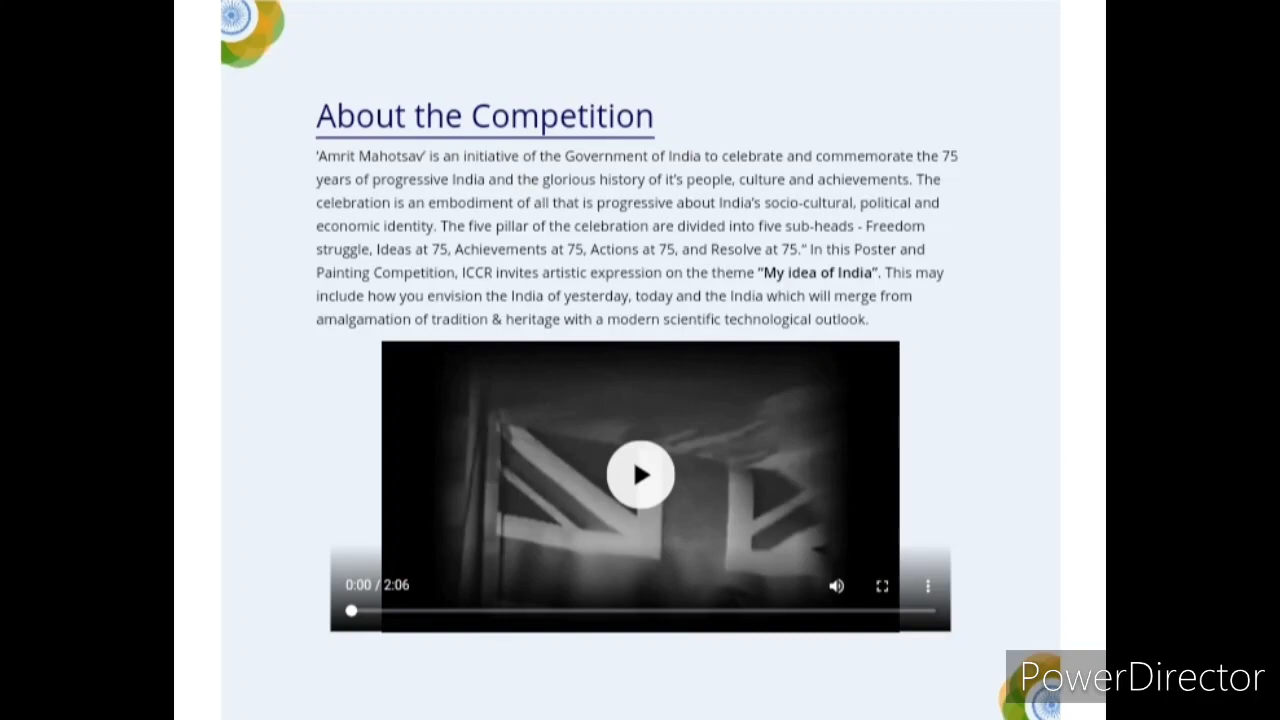 About the Competition
'Amrit Mahotsav' is an initiative of the Government of India to celebrate and commemorate the 75
years of progressive India and the glorious history of it's people, culture and achievements. The
celebration is an embodiment of all that is progressive about India's socio-cultural, political and
economic identity. The five pillar of the celebration are divided into five sub-heads - Freedom
struggle, Ideas at 75, Achievements at 75, Actions at 75, and Resolve at 75." In this Poster and
Painting Competition, ICCR invites artistic expression on the theme "My idea of India". This may
include how you envision the India of yesterday, today and the India which will merge from
amalgamation of tradition & heritage with a modern scientific technological outlook.
0:00 / 2:06
PowerDirector